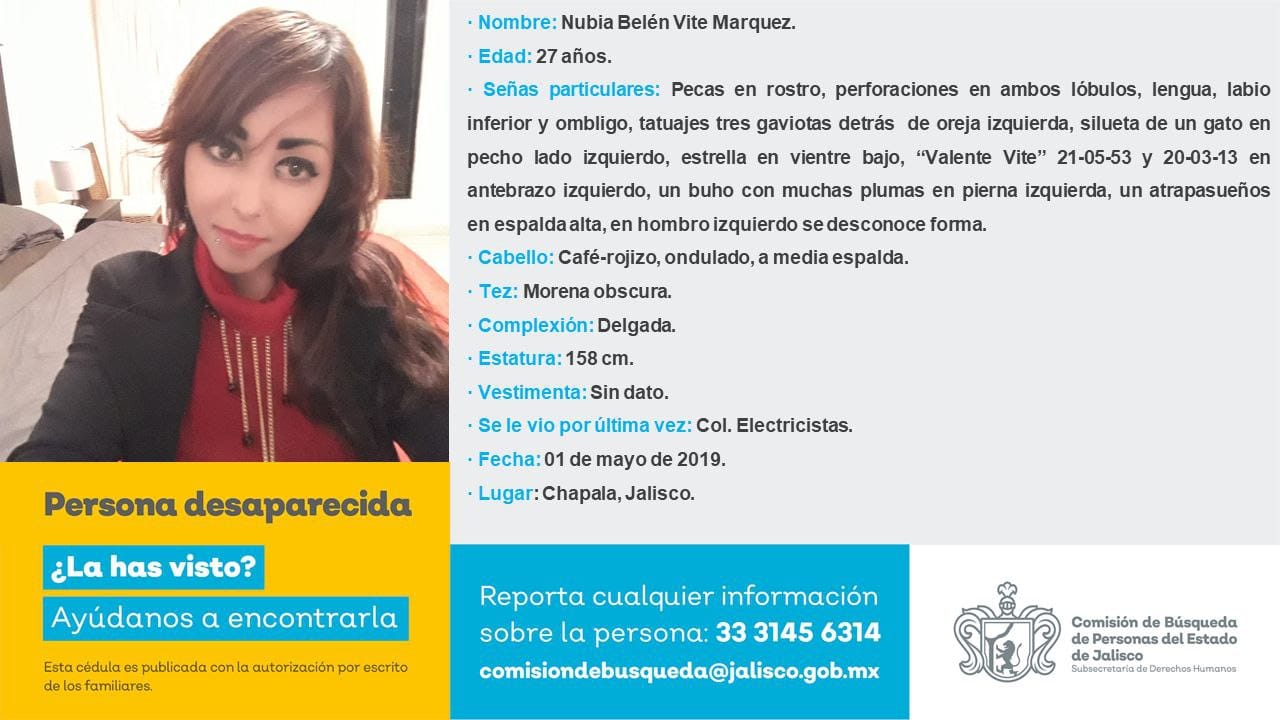 · Nombre: Nubia Belén Vite Marquez.
· Edad: 27 años.
· Señas particulares: Pecas en rostro, perforaciones en ambos lóbulos, lengua, labio
inferior y ombligo, tatuajes tres gaviotas detrás de oreja izquierda, silueta de un gato en
pecho lado izquierdo, estrella en vientre bajo, “Valente Vite” 21-05-53 y 20-03-13 en
antebrazo izquierdo, un buho con muchas plumas en pierna izquierda, un atrapasueños
en espalda alta, en hombro izquierdo se desconoce forma.
· Cabello: Café-rojizo, ondulado, a media espalda.
· Tez: Morena obscura.
· Complexión: Delgada.
· Estatura: 158 cm.
· Vestimenta: Sin dato.
· Se le vio por última vez: Col. Electricistas.
· Fecha: 01 de mayo de 2019.
· Lugar: Chapala, Jalisco.
Persona desaparecida
¿La has visto?
Ayúdanos a encontrarla
Esta cédula es publicada con la autorización por escrito
de los familiares.
Reporta cualquier información
sobre la persona: 33 3145 6314
comisiondebusqueda@jalisco.gob.mx
Comisión de Búsqueda
de Personas del Estado
de Jalisco
Subsecretaría de Derechos Humanos